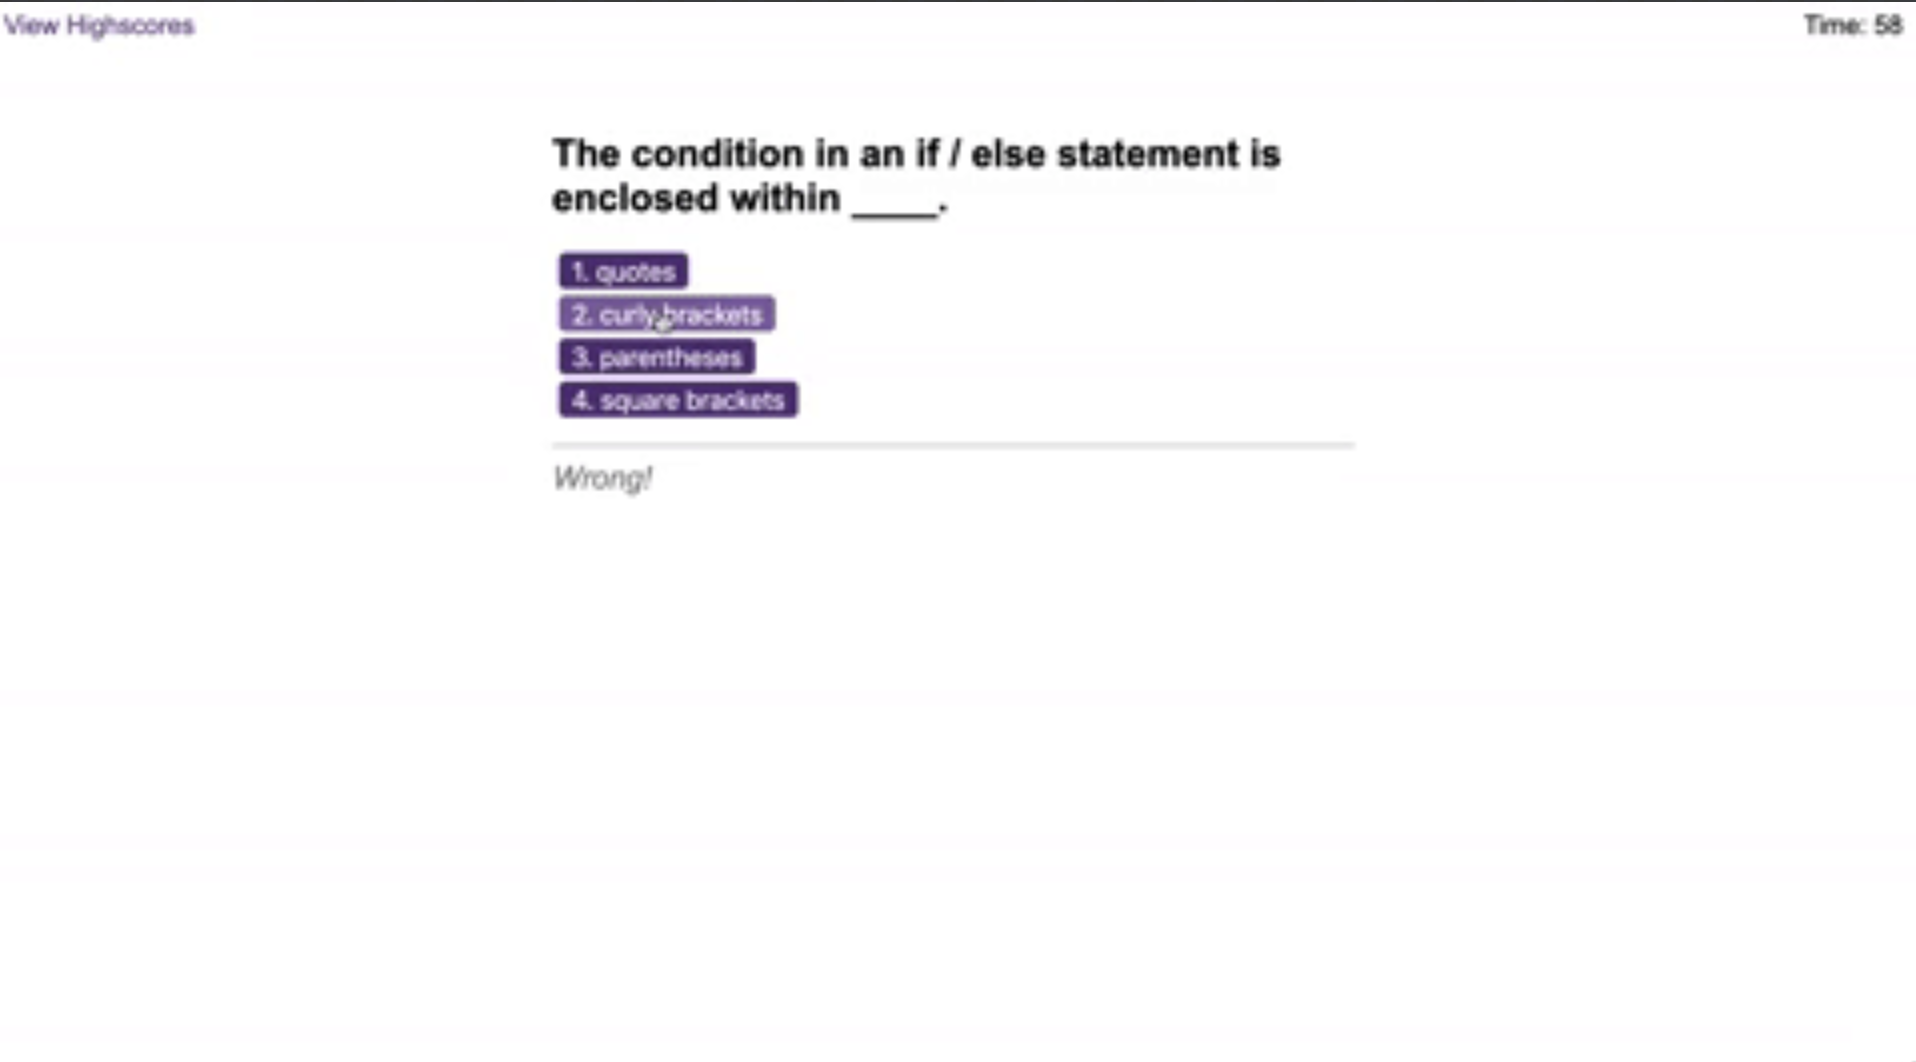 View Highscores
Time: 58
The condition in an if / else statement is
enclosed within ____.
1. quotes
2. curly brackets
3. parentheses
4. square brackets
Wrong!